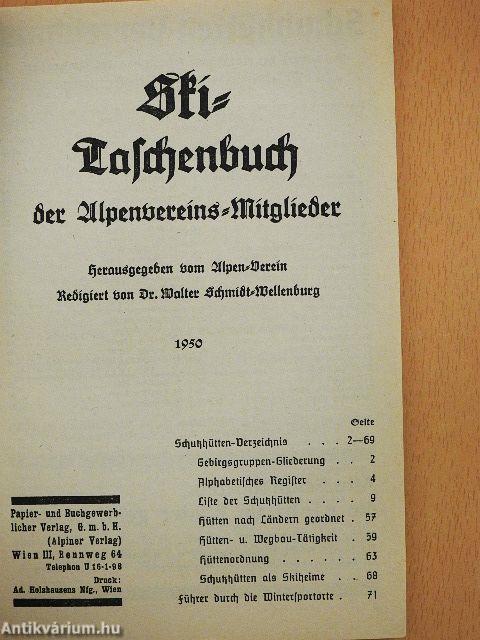 Ski=
Taschenbuch
der Alpenvereins=Mitglieder
Herausgegeben vom Alpen=Verein
Redigiert von Dr. Walter Schmidt=Wellenburg
1950
Seite
Schutzhütten-Verzeichnis . . . 2—69
Gebirgsgruppen-Gliederung . . 2
Alphabetisches Register . . . 4
Liste der Schutzhütten . . . 9
Hütten nach Ländern geordnet . 57
Hütten- u. Wegbau-Tätigkeit . 59
Hüttenordnung . . . . 63
Schutzhütten als Skiheime . . 68
Führer durch die Wintersportorte . 71
Papier- und Buchgewerb-
licher Verlag, G. m. b. H.
(Alpiner Verlag)
Wien III, Rennweg 64
Telephon U 16-1-98
Druck:
Ad. Holzhausens Nfg., Wien
Antikvárium.hu